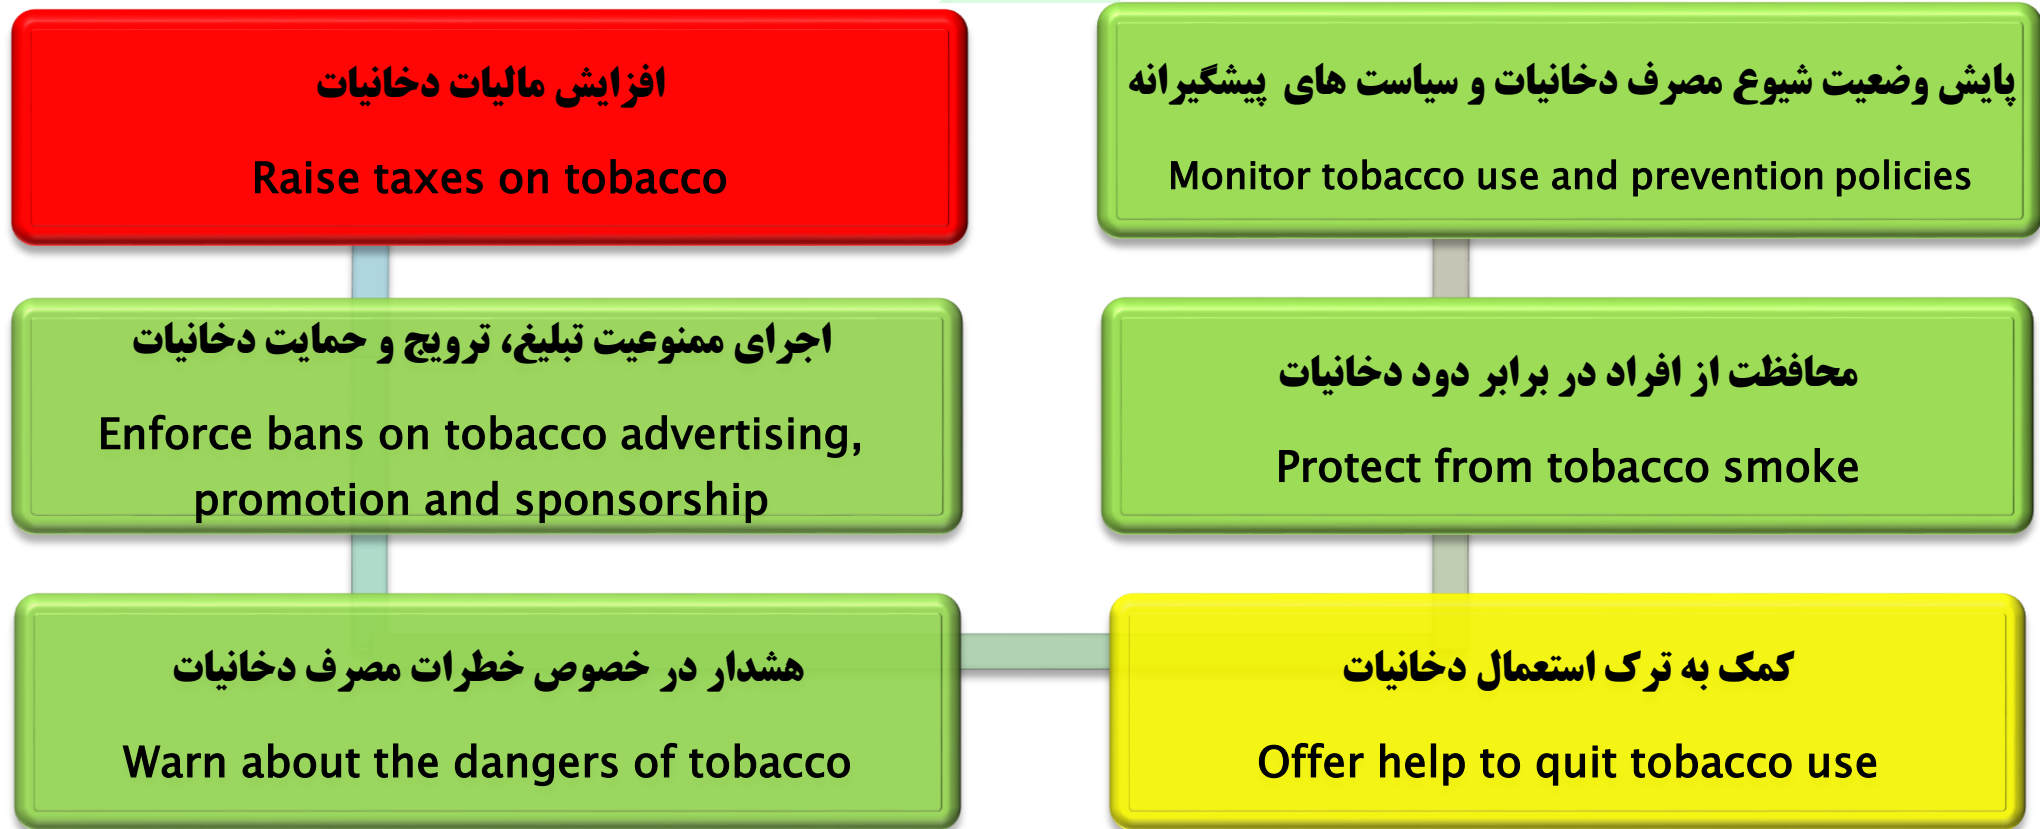 پایش وضعیت شیوع مصرف دخانیات و سیاست های پیشگیرانه
Monitor tobacco use and prevention policies
محافظت از افراد در برابر دود دخانیات
Protect from tobacco smoke
کمک به ترک استعمال دخانیات
Offer help to quit tobacco use
هشدار در خصوص خطرات مصرف دخانیات
Warn about the dangers of tobacco
اجرای ممنوعیت تبلیغ، ترویج و حمایت دخانیات
Enforce bans on tobacco advertising,
promotion and sponsorship
افزایش مالیات دخانیات
Raise taxes on tobacco